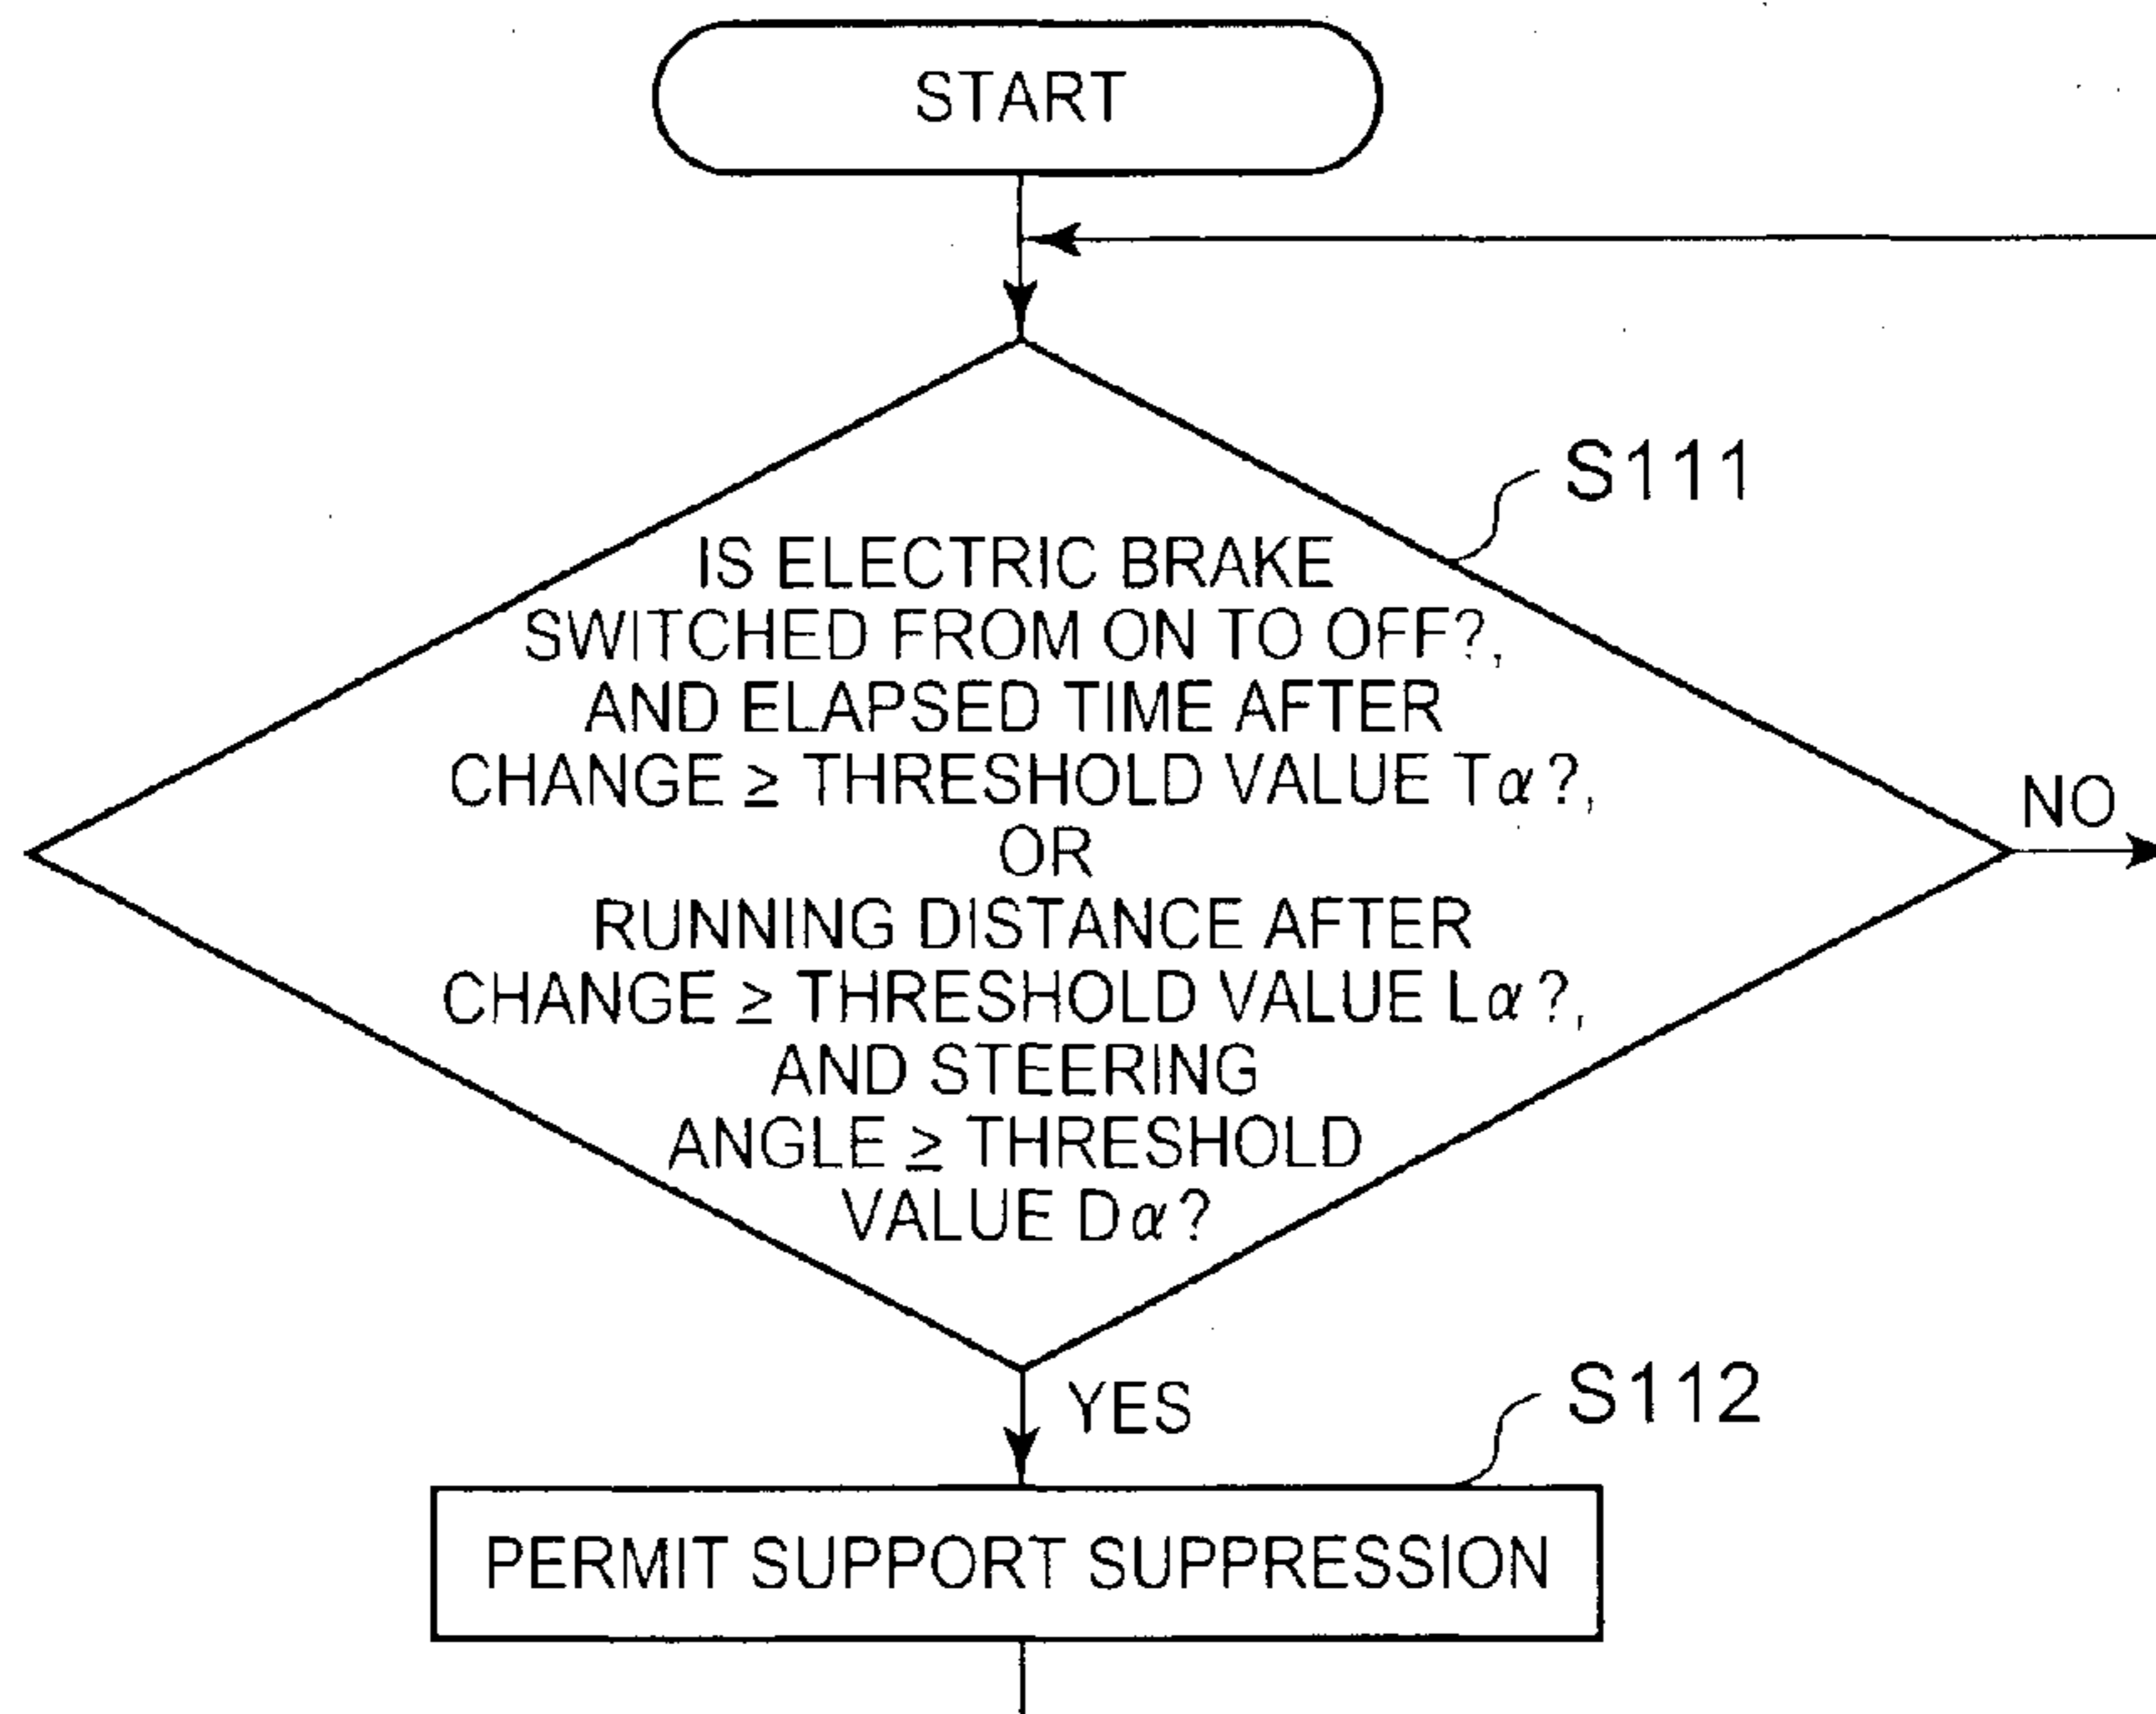 START
S111
IS ELECTRIC BRAKE
SWITCHED FROM ON TO OFF?,
AND ELAPSED TIME AFTER
CHANGE ≥ THRESHOLD VALUE Tα?,
OR
RUNNING DISTANCE AFTER
CHANGE ≥ THRESHOLD VALUE Lα?,
AND STEERING
ANGLE ≥ THRESHOLD
VALUE Dα?
NO
YES
S112
PERMIT SUPPORT SUPPRESSION